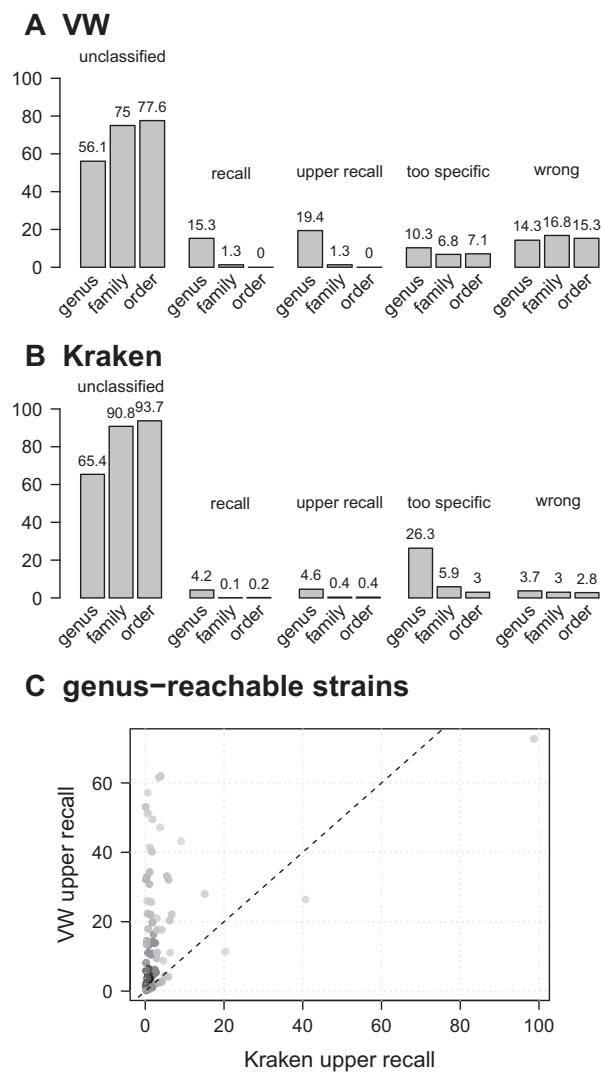 A VW
unclassified
recall
upper recall
too specific
wrong
100
80
60
40
20
0
56.1 75 77.6
15.3 1.3 0
19.4 1.3 0
10.3 6.8 7.1
14.3 16.8 15.3
genus family order
genus family order
genus family order
genus family order
genus family order
B Kraken
unclassified
recall
upper recall
too specific
wrong
100
80
60
40
20
0
65.4 90.8 93.7
4.2 0.1 0.2
4.6 0.4 0.4
26.3 5.9 3
3.7 3 2.8
genus family order
genus family order
genus family order
genus family order
genus family order
C genus−reachable strains
VW upper recall
60
40
20
0
0 20 40 60 80 100
Kraken upper recall